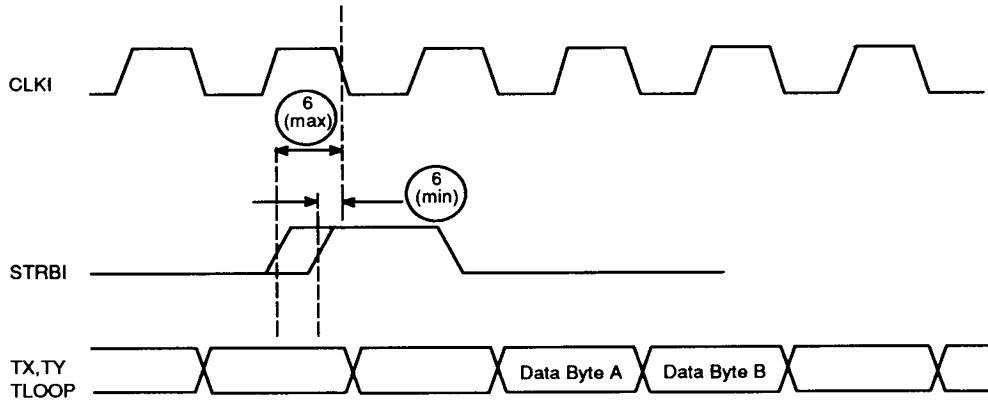 CLKI
6
(max)
6
(min)
STRBI
TX,TY
TLOOP
Data Byte A
Data Byte B